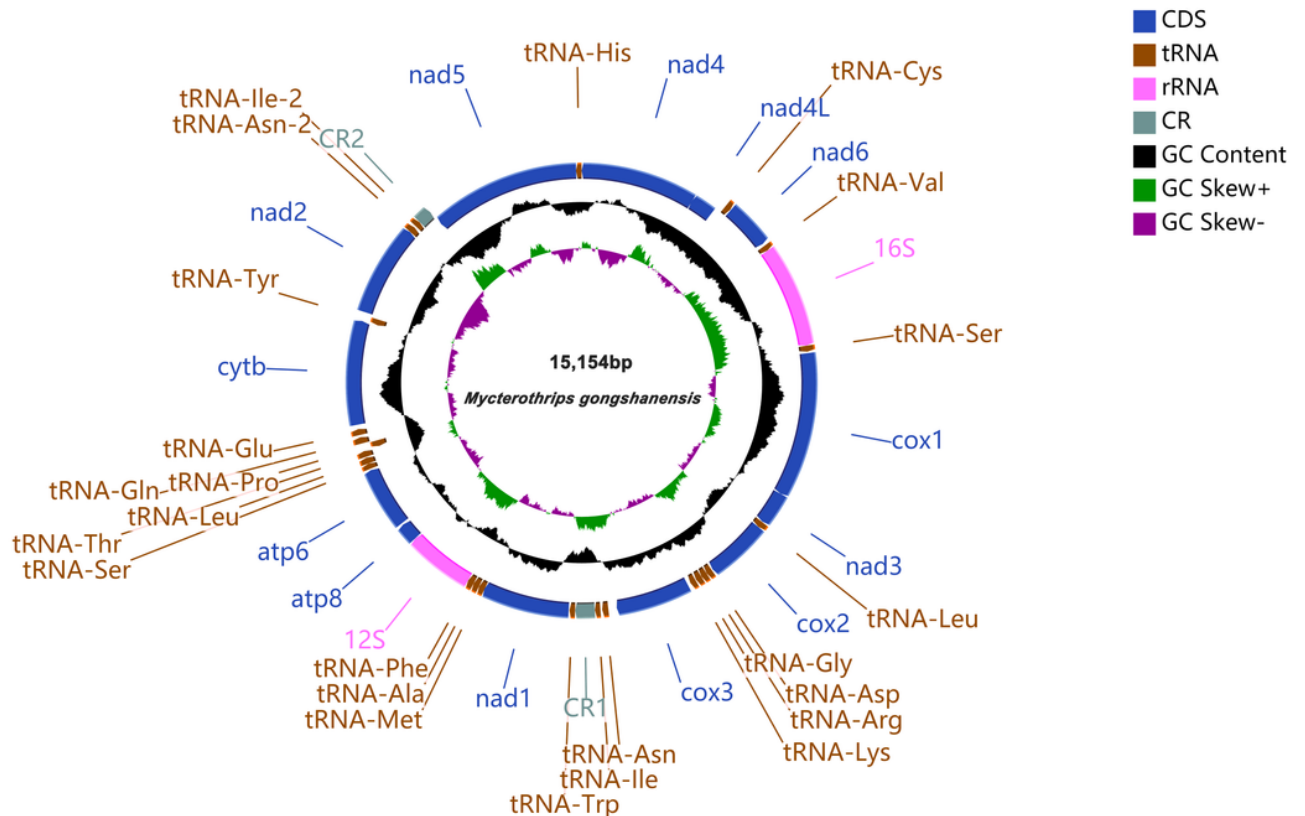 CDS
tRNA
rRNA
CR
GC Content
GC Skew+
GC Skew-
tRNA-His
nad4
tRNA-Cys
nad4L
nad6
tRNA-Val
16S
tRNA-Ser
cox1
nad3
tRNA-Leu
cox2
tRNA-Gly
tRNA-Asp
tRNA-Arg
tRNA-Lys
cox3
tRNA-Asn
tRNA-Ile
tRNA-Trp
CR1
nad1
tRNA-Met
tRNA-Ala
tRNA-Phe
12S
atp8
atp6
tRNA-Ser
tRNA-Thr
tRNA-Leu
tRNA-Pro
tRNA-Gln
tRNA-Glu
cytb
tRNA-Tyr
nad2
tRNA-Asn-2
tRNA-Ile-2
CR2
nad5
15,154bp
Mycterothrips gongshanensis